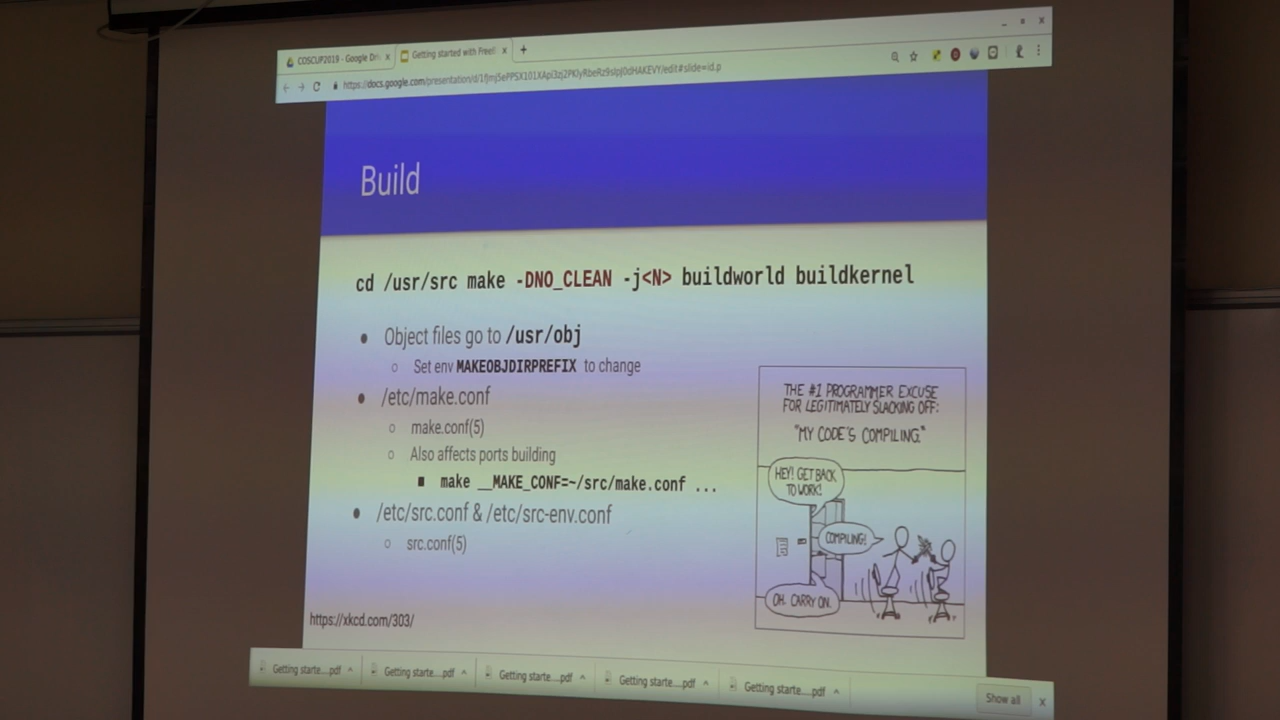 COSCUP2019 - Google Dri
Getting started with Free
Build
cd /usr/src make -DNO_CLEAN -j<N> buildworld buildkernel
Object files go to /usr/obj
Set env MAKEOBJDIRPREFIX to change
/etc/make.conf
make.conf(5)
Also affects ports building
make __MAKE_CONF=~/src/make.conf ...
/etc/src.conf & /etc/src-env.conf
src.conf(5)
THE #1 PROGRAMMER EXCUSE
FOR LEGITIMATELY SLACKING OFF:
"MY CODE'S COMPILING."
HEY! GET BACK
TO WORK!
COMPILING!
OH. CARRY ON.
https://xkcd.com/303/
Getting starte....pdf
Getting starte....pdf
Getting starte....pdf
Getting starte....pdf
Getting starte....pdf
Show all